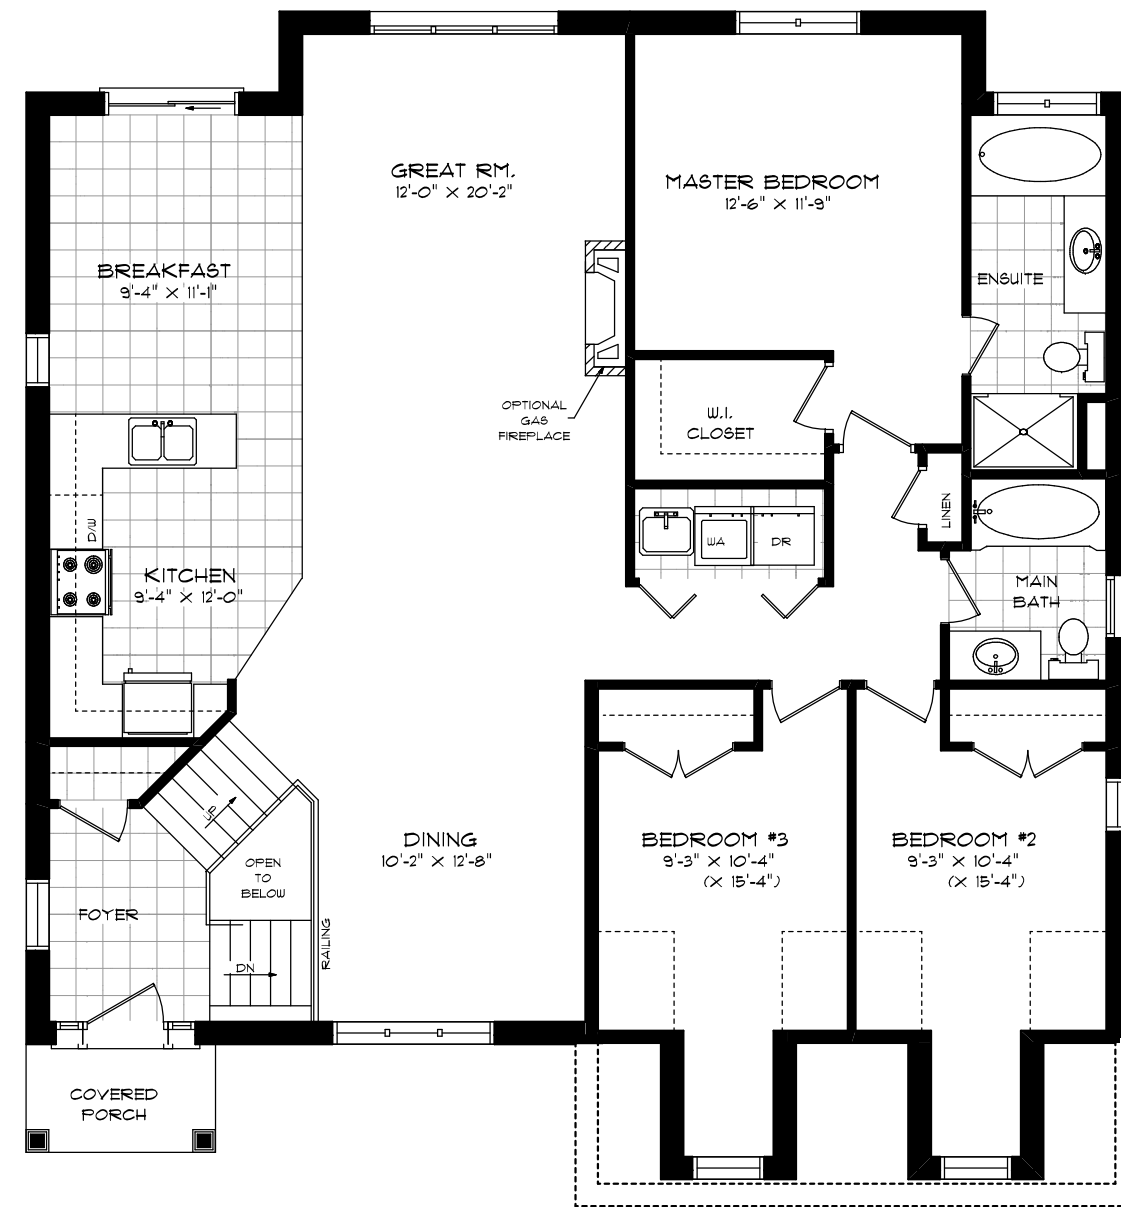 GREAT RM.
12'-0" X 20'-2"
MASTER BEDROOM
12'-6" X 11'-9"
BREAKFAST
9'-4" X 11'-1"
ENSUITE
OPTIONAL
GAS
FIREPLACE
W.I.
CLOSET
LINEN
D/W
WA
DR
KITCHEN
9'-4" X 12'-0"
MAIN
BATH
UP
DINING
10'-2" X 12'-8"
BEDROOM #3
9'-3" X 10'-4"
(X 15'-4")
BEDROOM #2
9'-3" X 10'-4"
(X 15'-4")
OPEN
TO
BELOW
FOYER
RAILING
DN
COVERED
PORCH